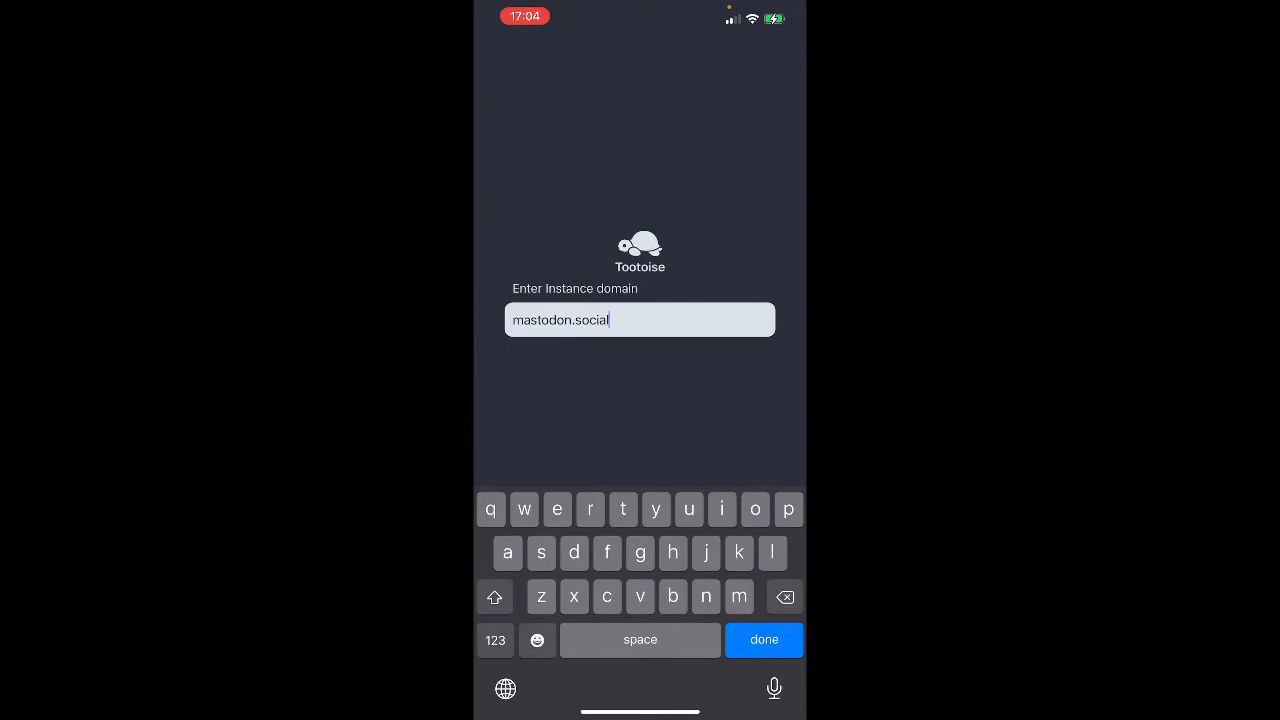 17:04
Tootoise
Enter Instance domain
mastodon.social
q w e r t y u i o p
a s d f g h j k l
z x c v b n m
123 space done